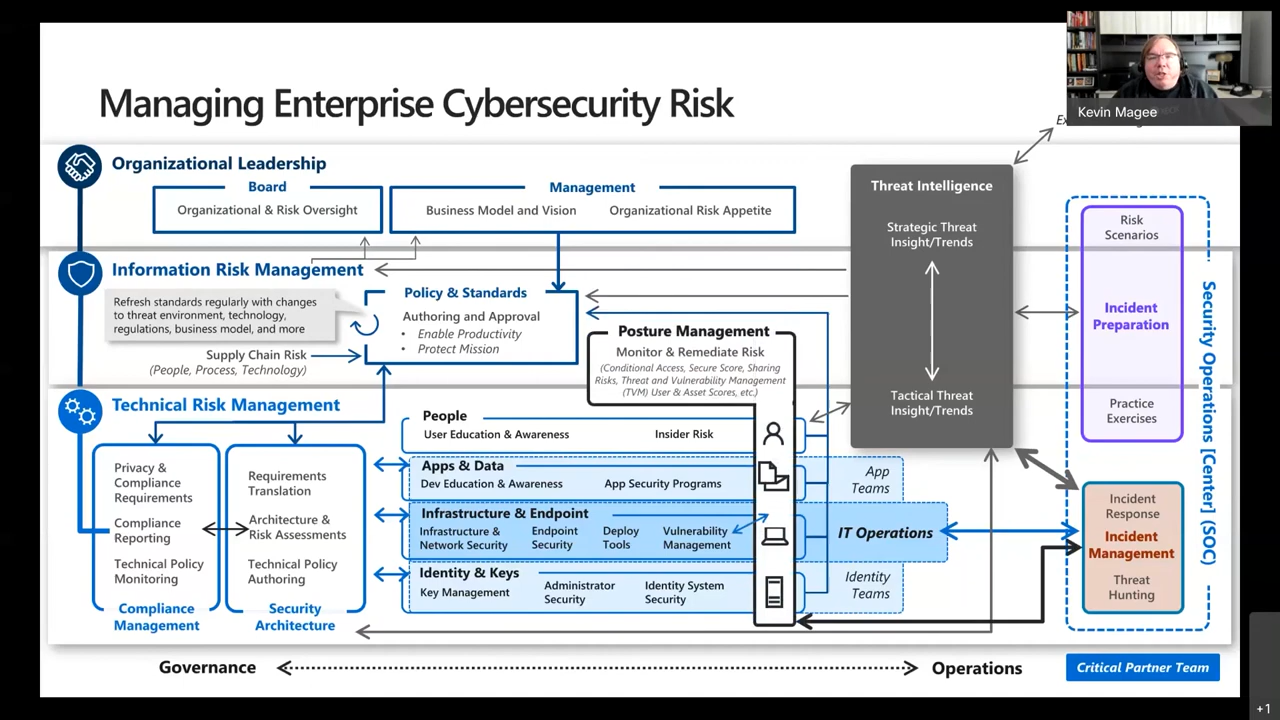 Managing Enterprise Cybersecurity Risk
Kevin Magee
Organizational Leadership
Board
Organizational & Risk Oversight
Management
Business Model and Vision
Organizational Risk Appetite
Information Risk Management
Refresh standards regularly with changes
to threat environment, technology,
regulations, business model, and more
Supply Chain Risk
(People, Process, Technology)
Policy & Standards
Authoring and Approval
• Enable Productivity
• Protect Mission
Posture Management
Monitor & Remediate Risk
(Conditional Access, Secure Score, Sharing
Risks, Threat and Vulnerability Management
(TVM) User & Asset Scores, etc.)
Threat Intelligence
Strategic Threat
Insight/Trends
Tactical Threat
Insight/Trends
Risk
Scenarios
Incident
Preparation
Practice
Exercises
Security Operations [Center] (SOC)
Technical Risk Management
Privacy &
Compliance
Requirements
Compliance
Reporting
Technical Policy
Monitoring
Compliance
Management
Requirements
Translation
Architecture &
Risk Assessments
Technical Policy
Authoring
Security
Architecture
People
User Education & Awareness
Insider Risk
Apps & Data
Dev Education & Awareness
App Security Programs
App
Teams
Infrastructure & Endpoint
Infrastructure &
Network Security
Endpoint
Security
Deploy
Tools
Vulnerability
Management
IT Operations
Identity & Keys
Key Management
Administrator
Security
Identity System
Security
Identity
Teams
Incident
Response
Incident
Management
Threat
Hunting
Governance
Operations
Critical Partner Team
+1